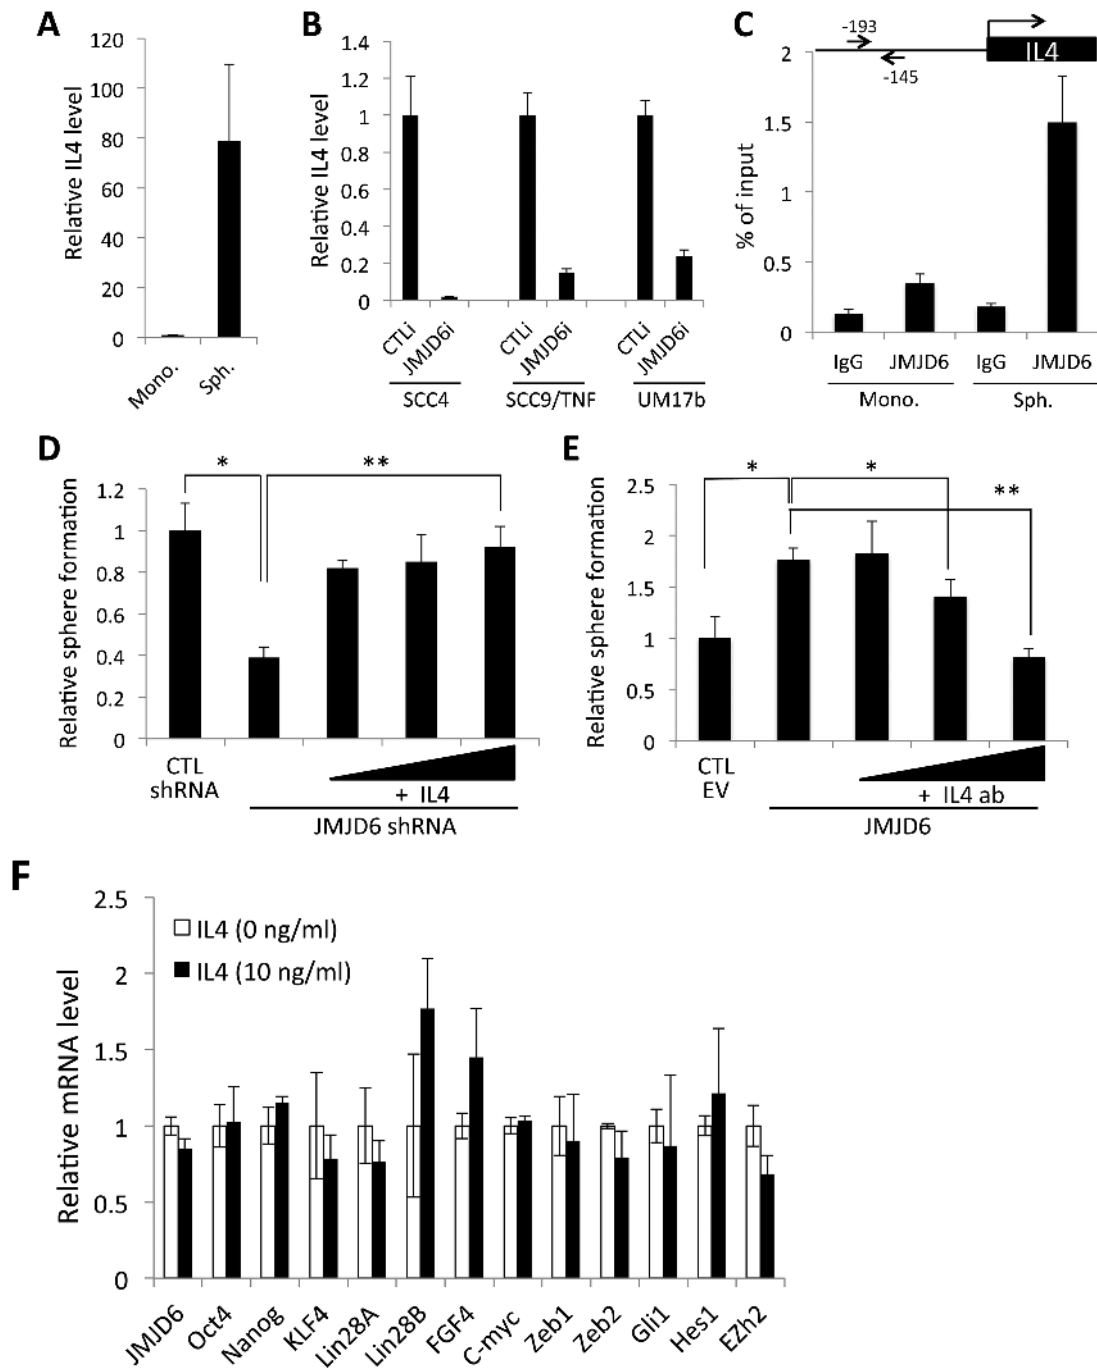 A
Relative IL4 level
120
100
80
60
40
20
0
Mono.
Sph.
B
Relative IL4 level
1.4
1.2
1
0.8
0.6
0.4
0.2
0
CTLi
JMJD6i
CTLi
JMJD6i
CTLi
JMJD6i
SCC4
SCC9/TNF
UM17b
C
-193
-145
IL4
% of input
2
1.5
1
0.5
0
IgG
JMJD6
IgG
JMJD6
Mono.
Sph.
D
*
**
Relative sphere formation
1.2
1
0.8
0.6
0.4
0.2
0
CTL
shRNA
+ IL4
JMJD6 shRNA
E
*
*
**
Relative sphere formation
2.5
2
1.5
1
0.5
0
CTL
EV
+ IL4 ab
JMJD6
F
Relative mRNA level
2.5
2
1.5
1
0.5
0
IL4 (0 ng/ml)
IL4 (10 ng/ml)
JMJD6
Oct4
Nanog
KLF4
Lin28A
Lin28B
FGF4
C-myc
Zeb1
Zeb2
Gli1
Hes1
EZh2